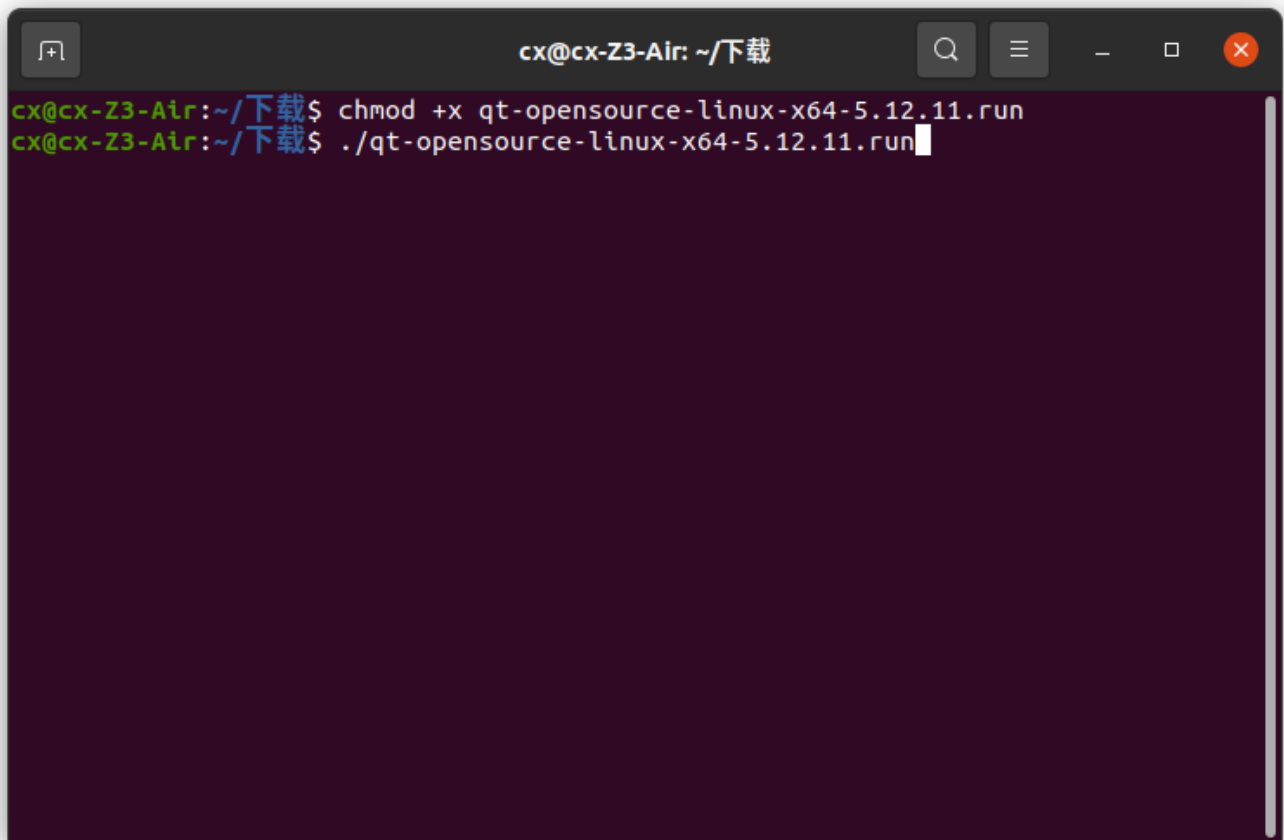 cx@cx-Z3-Air: ~/下载
cx@cx-Z3-Air:~/下载$ chmod +x qt-opensource-linux-x64-5.12.11.run
cx@cx-Z3-Air:~/下载$ ./qt-opensource-linux-x64-5.12.11.run